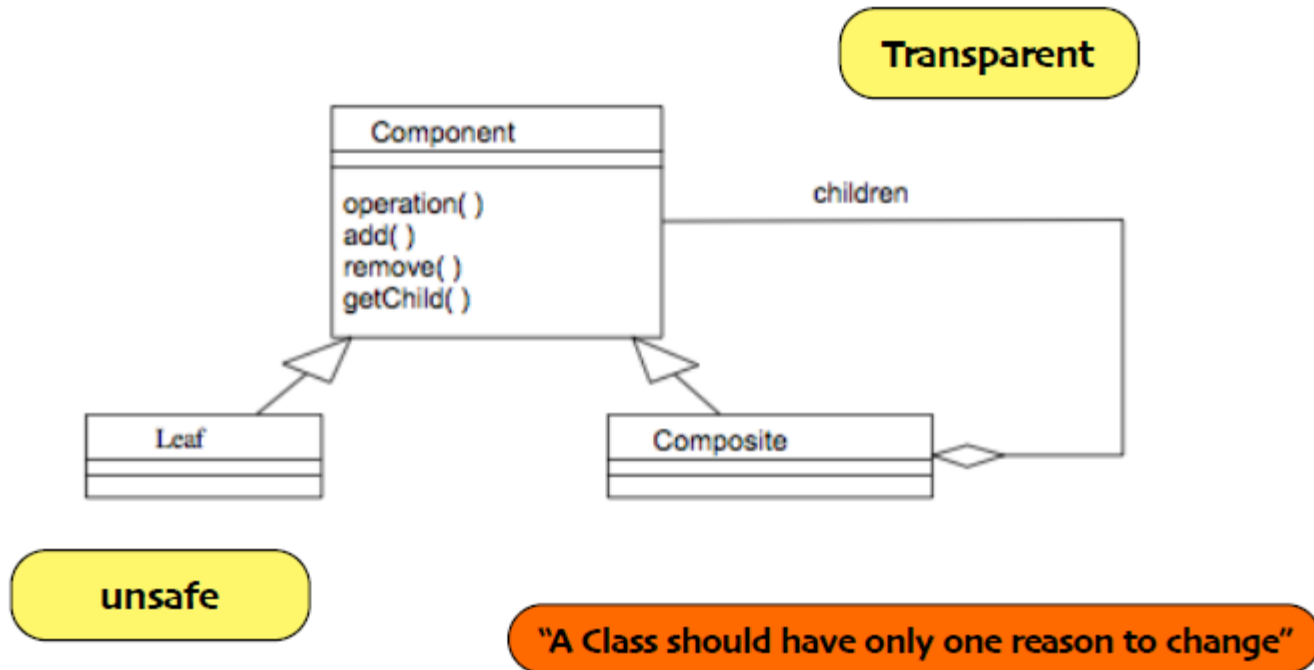 Transparent
Component
operation( )
add( )
remove( )
getChild( )
children
Leaf
Composite
unsafe
“A Class should have only one reason to change”